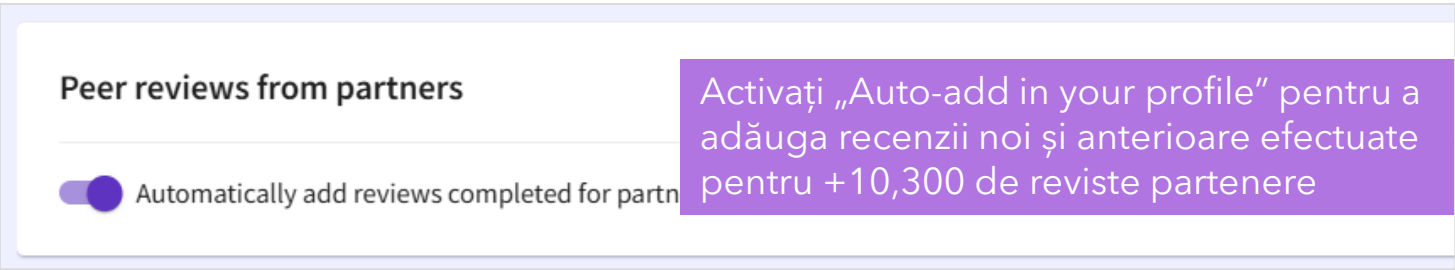 Peer reviews from partners
Activați „Auto-add in your profile” pentru a
adăuga recenzii noi și anterioare efectuate
pentru +10,300 de reviste partenere
Automatically add reviews completed for partn